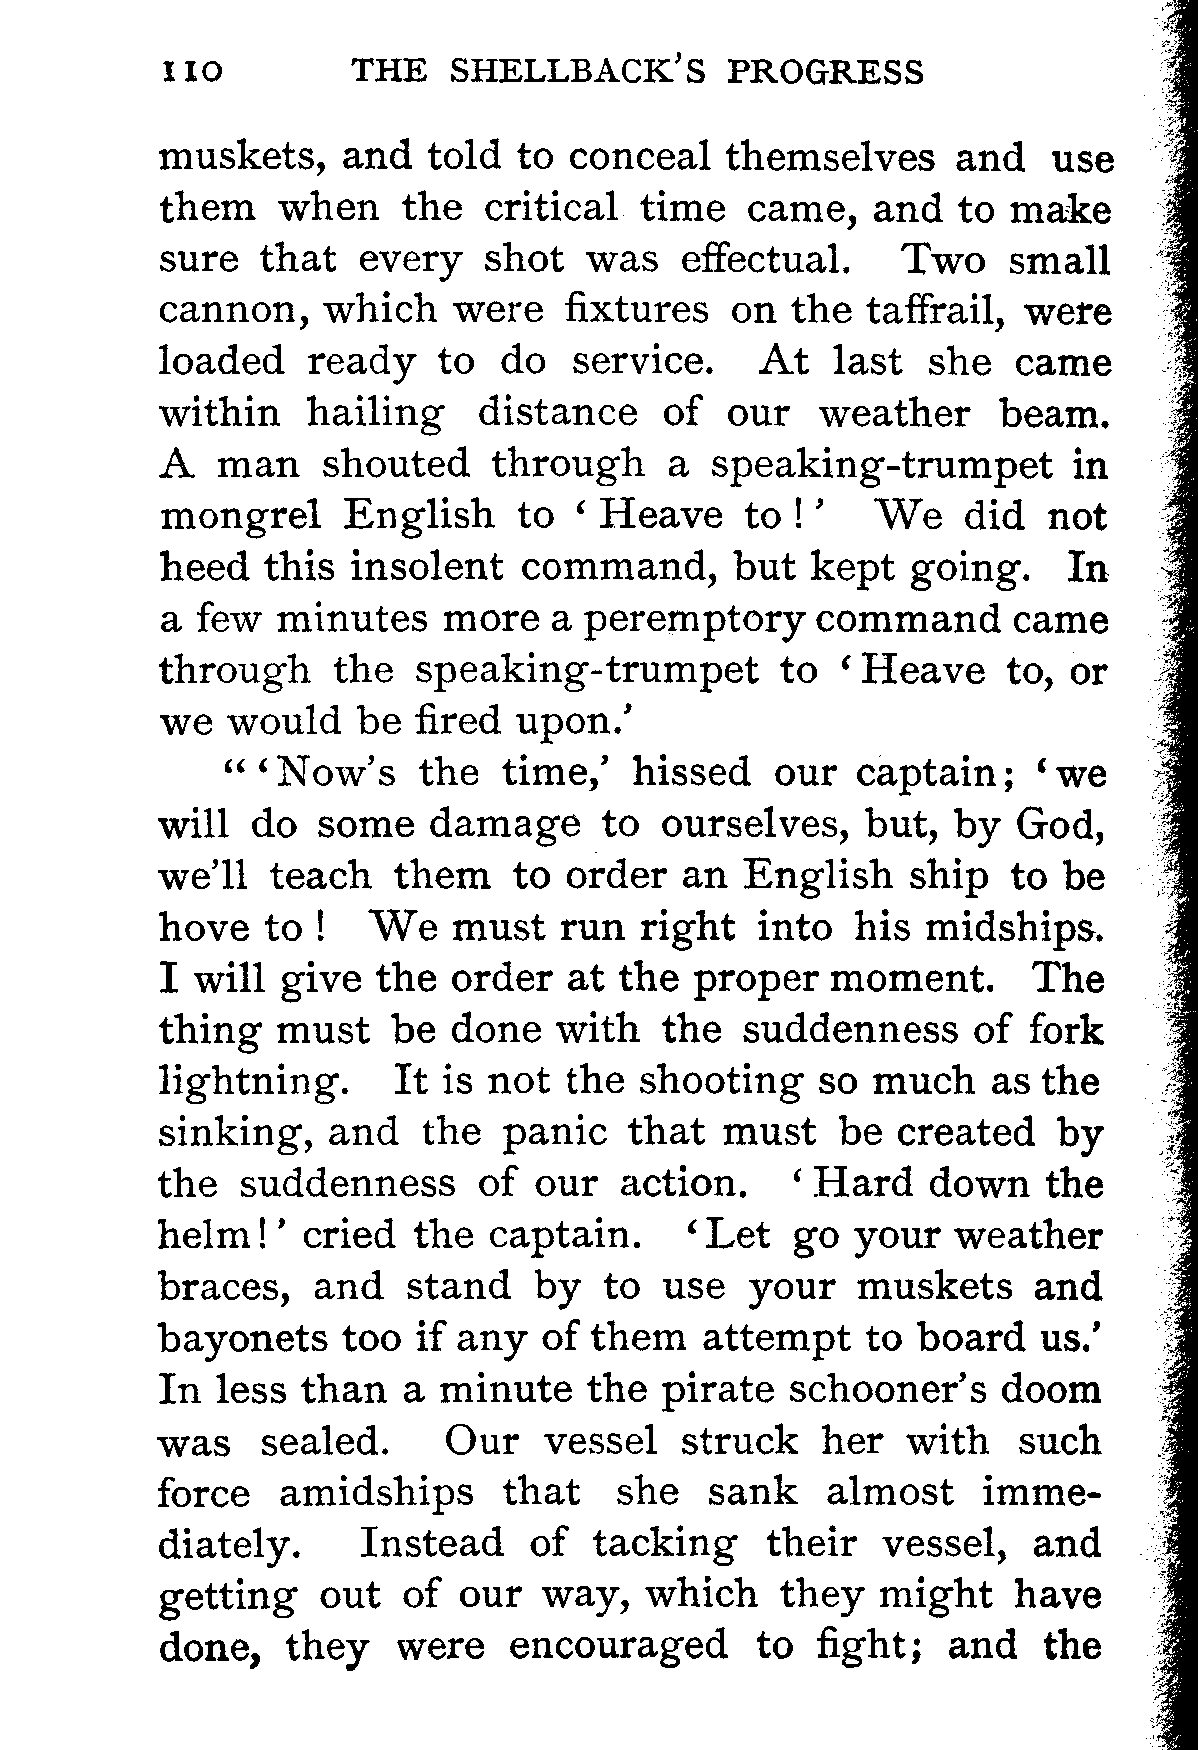 110 THE SHELLBACK'S PROGRESS
muskets, and told to conceal themselves and use
them when the critical time came, and to make
sure that every shot was effectual. Two small
cannon, which were fixtures on the taffrail, were
loaded ready to do service. At last she came
within hailing distance of our weather beam.
A man shouted through a speaking-trumpet in
mongrel English to ‘ Heave to ! ’ We did not
heed this insolent command, but kept going. In
a few minutes more a peremptory command came
through the speaking-trumpet to ‘ Heave to, or
we would be fired upon.’
“ ‘ Now's the time,’ hissed our captain; ‘ we
will do some damage to ourselves, but, by God,
we'll teach them to order an English ship to be
hove to ! We must run right into his midships.
I will give the order at the proper moment. The
thing must be done with the suddenness of fork
lightning. It is not the shooting so much as the
sinking, and the panic that must be created by
the suddenness of our action. ‘ Hard down the
helm ! ’ cried the captain. ‘ Let go your weather
braces, and stand by to use your muskets and
bayonets too if any of them attempt to board us.’
In less than a minute the pirate schooner's doom
was sealed. Our vessel struck her with such
force amidships that she sank almost imme-
diately. Instead of tacking their vessel, and
getting out of our way, which they might have
done, they were encouraged to fight; and the